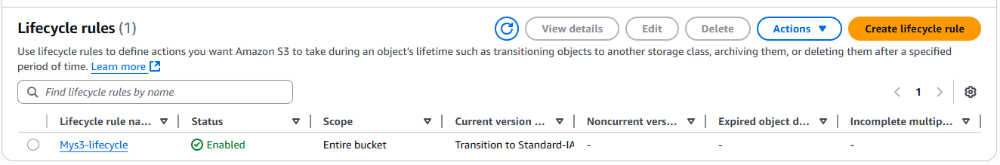 Lifecycle rules (1)
View details
Edit
Delete
Actions
Create lifecycle rule
Use lifecycle rules to define actions you want Amazon S3 to take during an object's lifetime such as transitioning objects to another storage class, archiving them, or deleting them after a specified
period of time. Learn more
Find lifecycle rules by name
1
Lifecycle rule na... Status Scope Current version ... Noncurrent vers... Expired object d... Incomplete multip...
Mys3-lifecycle Enabled Entire bucket Transition to Standard-IA - - -